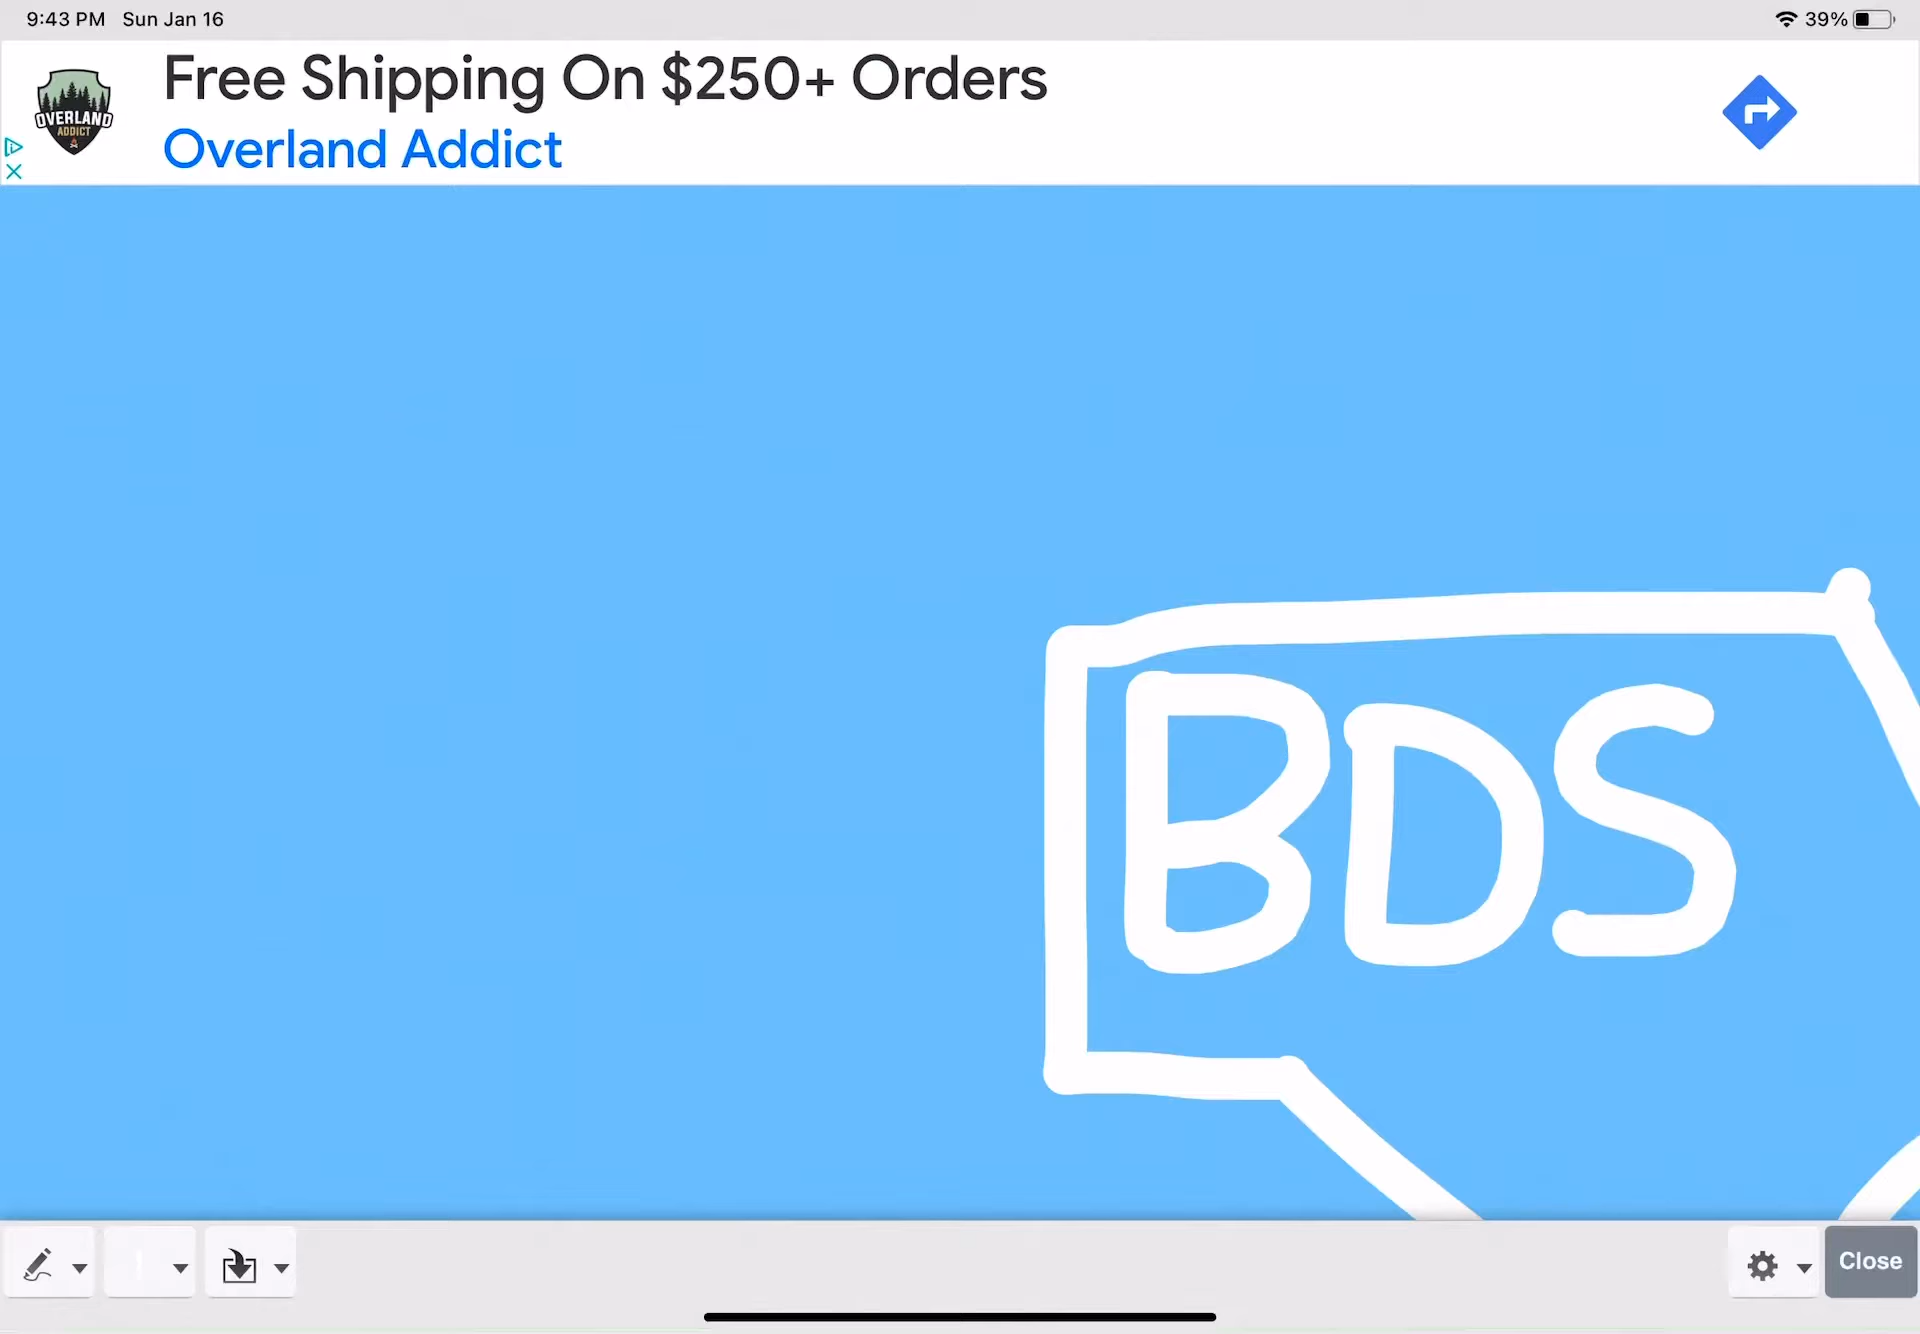 9:43 PM Sun Jan 16 39%
Free Shipping On $250+ Orders
Overland Addict
OVERLAND
ADDICT
BDS
Close